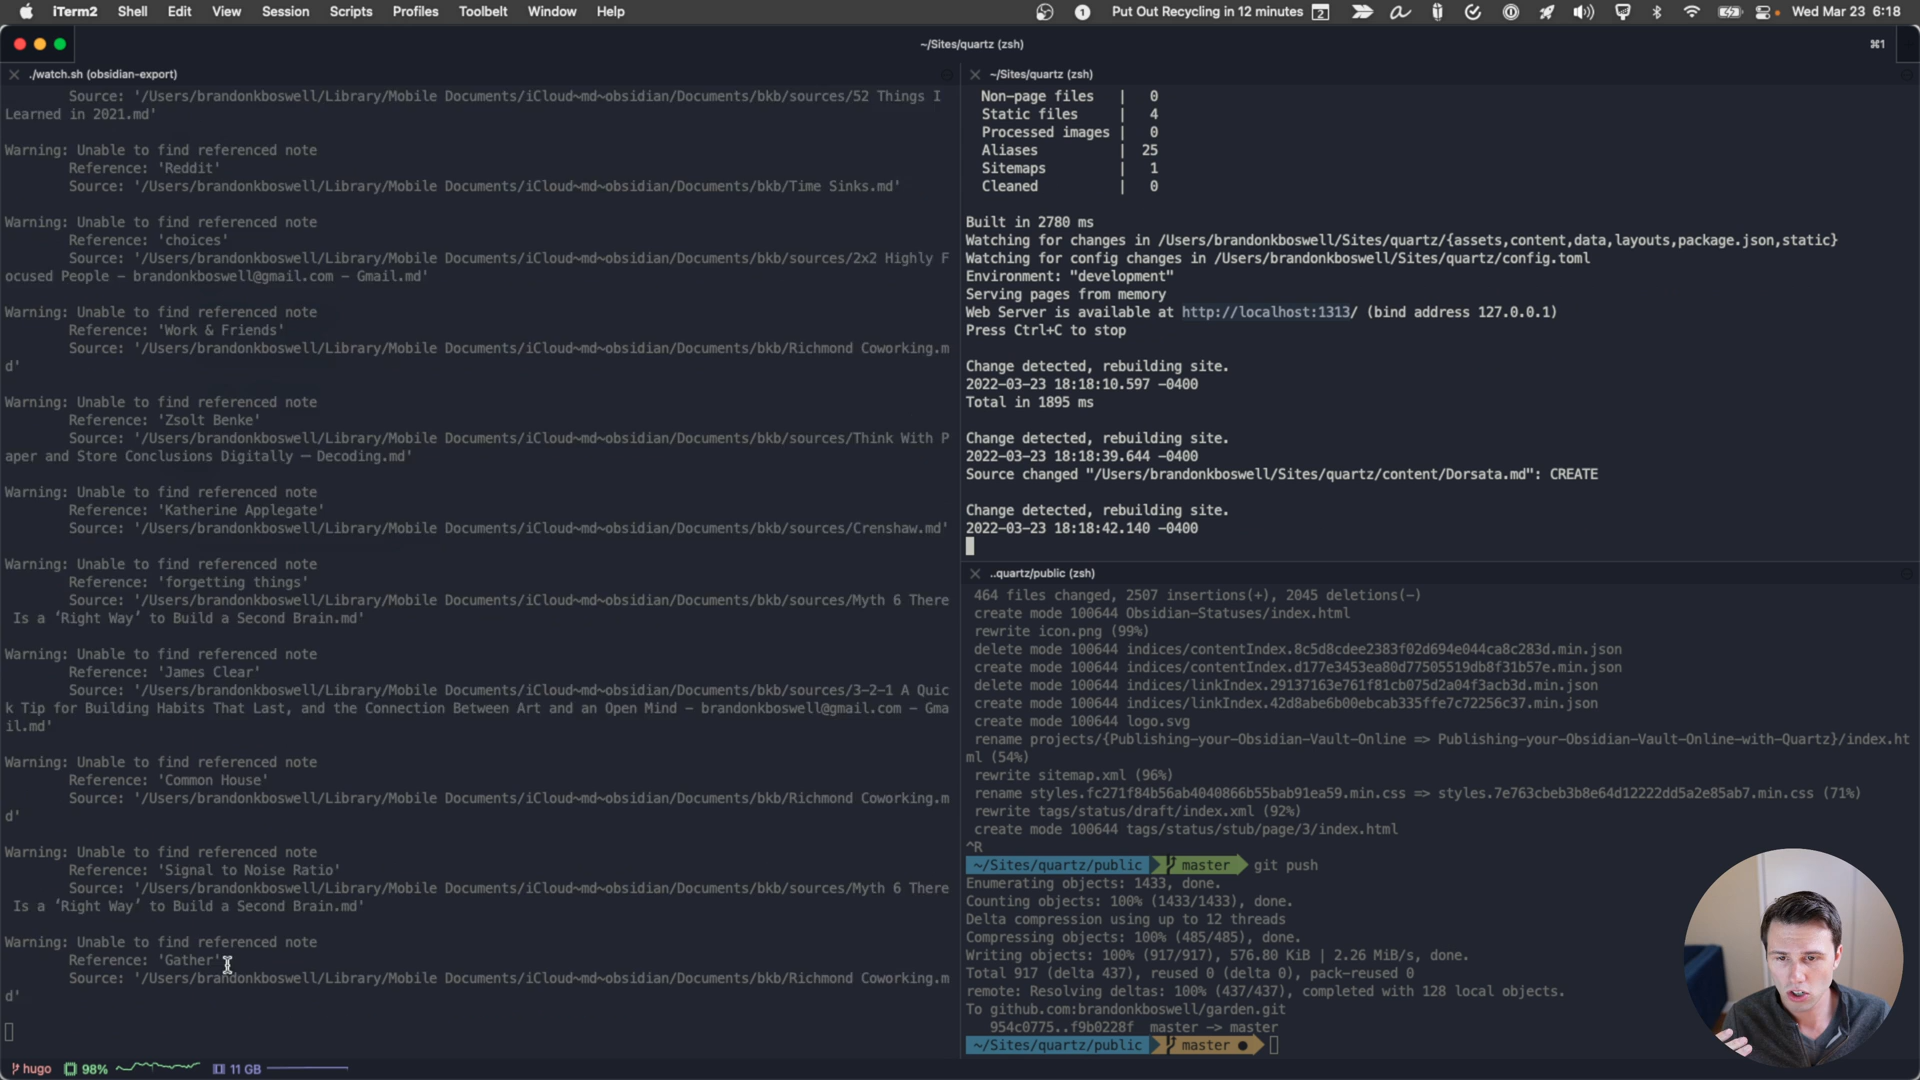 iTerm2 Shell Edit View Session Scripts Profiles Toolbelt Window Help
1 Put Out Recycling in 12 minutes 2 Wed Mar 23 6:18
~/Sites/quartz (zsh)
⌘1
./watch.sh (obsidian-export)
Source: '/Users/brandonkboswell/Library/Mobile Documents/iCloud~md~obsidian/Documents/bkb/sources/52 Things I
Learned in 2021.md'
Warning: Unable to find referenced note
Reference: 'Reddit'
Source: '/Users/brandonkboswell/Library/Mobile Documents/iCloud~md~obsidian/Documents/bkb/Time Sinks.md'
Warning: Unable to find referenced note
Reference: 'choices'
Source: '/Users/brandonkboswell/Library/Mobile Documents/iCloud~md~obsidian/Documents/bkb/sources/2x2 Highly F
ocused People – brandonkboswell@gmail.com – Gmail.md'
Warning: Unable to find referenced note
Reference: 'Work & Friends'
Source: '/Users/brandonkboswell/Library/Mobile Documents/iCloud~md~obsidian/Documents/bkb/Richmond Coworking.m
d'
Warning: Unable to find referenced note
Reference: 'Zsolt Benke'
Source: '/Users/brandonkboswell/Library/Mobile Documents/iCloud~md~obsidian/Documents/bkb/sources/Think With P
aper and Store Conclusions Digitally — Decoding.md'
Warning: Unable to find referenced note
Reference: 'Katherine Applegate'
Source: '/Users/brandonkboswell/Library/Mobile Documents/iCloud~md~obsidian/Documents/bkb/sources/Crenshaw.md'
Warning: Unable to find referenced note
Reference: 'forgetting things'
Source: '/Users/brandonkboswell/Library/Mobile Documents/iCloud~md~obsidian/Documents/bkb/sources/Myth 6 There
Is a ‘Right Way’ to Build a Second Brain.md'
Warning: Unable to find referenced note
Reference: 'James Clear'
Source: '/Users/brandonkboswell/Library/Mobile Documents/iCloud~md~obsidian/Documents/bkb/sources/3-2-1 A Quic
k Tip for Building Habits That Last, and the Connection Between Art and an Open Mind – brandonkboswell@gmail.com – Gma
il.md'
Warning: Unable to find referenced note
Reference: 'Common House'
Source: '/Users/brandonkboswell/Library/Mobile Documents/iCloud~md~obsidian/Documents/bkb/Richmond Coworking.m
d'
Warning: Unable to find referenced note
Reference: 'Signal to Noise Ratio'
Source: '/Users/brandonkboswell/Library/Mobile Documents/iCloud~md~obsidian/Documents/bkb/sources/Myth 6 There
Is a ‘Right Way’ to Build a Second Brain.md'
Warning: Unable to find referenced note
Reference: 'Gather'
Source: '/Users/brandonkboswell/Library/Mobile Documents/iCloud~md~obsidian/Documents/bkb/Richmond Coworking.m
d'
~/Sites/quartz (zsh)
Non-page files | 0
Static files | 4
Processed images | 0
Aliases | 25
Sitemaps | 1
Cleaned | 0
Built in 2780 ms
Watching for changes in /Users/brandonkboswell/Sites/quartz/{assets,content,data,layouts,package.json,static}
Watching for config changes in /Users/brandonkboswell/Sites/quartz/config.toml
Environment: "development"
Serving pages from memory
Web Server is available at http://localhost:1313/ (bind address 127.0.0.1)
Press Ctrl+C to stop
Change detected, rebuilding site.
2022-03-23 18:18:10.597 -0400
Total in 1895 ms
Change detected, rebuilding site.
2022-03-23 18:18:39.644 -0400
Source changed "/Users/brandonkboswell/Sites/quartz/content/Dorsata.md": CREATE
Change detected, rebuilding site.
2022-03-23 18:18:42.140 -0400
..quartz/public (zsh)
464 files changed, 2507 insertions(+), 2045 deletions(-)
create mode 100644 Obsidian-Statuses/index.html
rewrite icon.png (99%)
delete mode 100644 indices/contentIndex.8c5d8cdee2383f02d694e044ca8c283d.min.json
create mode 100644 indices/contentIndex.d177e3453ea80d77505519db8f31b57e.min.json
delete mode 100644 indices/linkIndex.29137163e761f81cb075d2a04f3acb3d.min.json
create mode 100644 indices/linkIndex.42d8abe6b00ebcab335ffe7c72256c37.min.json
create mode 100644 logo.svg
rename projects/{Publishing-your-Obsidian-Vault-Online => Publishing-your-Obsidian-Vault-Online-with-Quartz}/index.ht
ml (54%)
rewrite sitemap.xml (96%)
rename styles.fc271f84b56ab4040866b55bab91ea59.min.css => styles.7e763cbeb3b8e64d12222dd5a2e85ab7.min.css (71%)
rewrite tags/status/draft/index.xml (92%)
create mode 100644 tags/status/stub/page/3/index.html
^R
~/Sites/quartz/public master git push
Enumerating objects: 1433, done.
Counting objects: 100% (1433/1433), done.
Delta compression using up to 12 threads
Compressing objects: 100% (485/485), done.
Writing objects: 100% (917/917), 576.80 KiB | 2.26 MiB/s, done.
Total 917 (delta 437), reused 0 (delta 0), pack-reused 0
remote: Resolving deltas: 100% (437/437), completed with 128 local objects.
To github.com:brandonkboswell/garden.git
954c0775..f9b0228f master -> master
~/Sites/quartz/public master ●
hugo 98% 11 GB